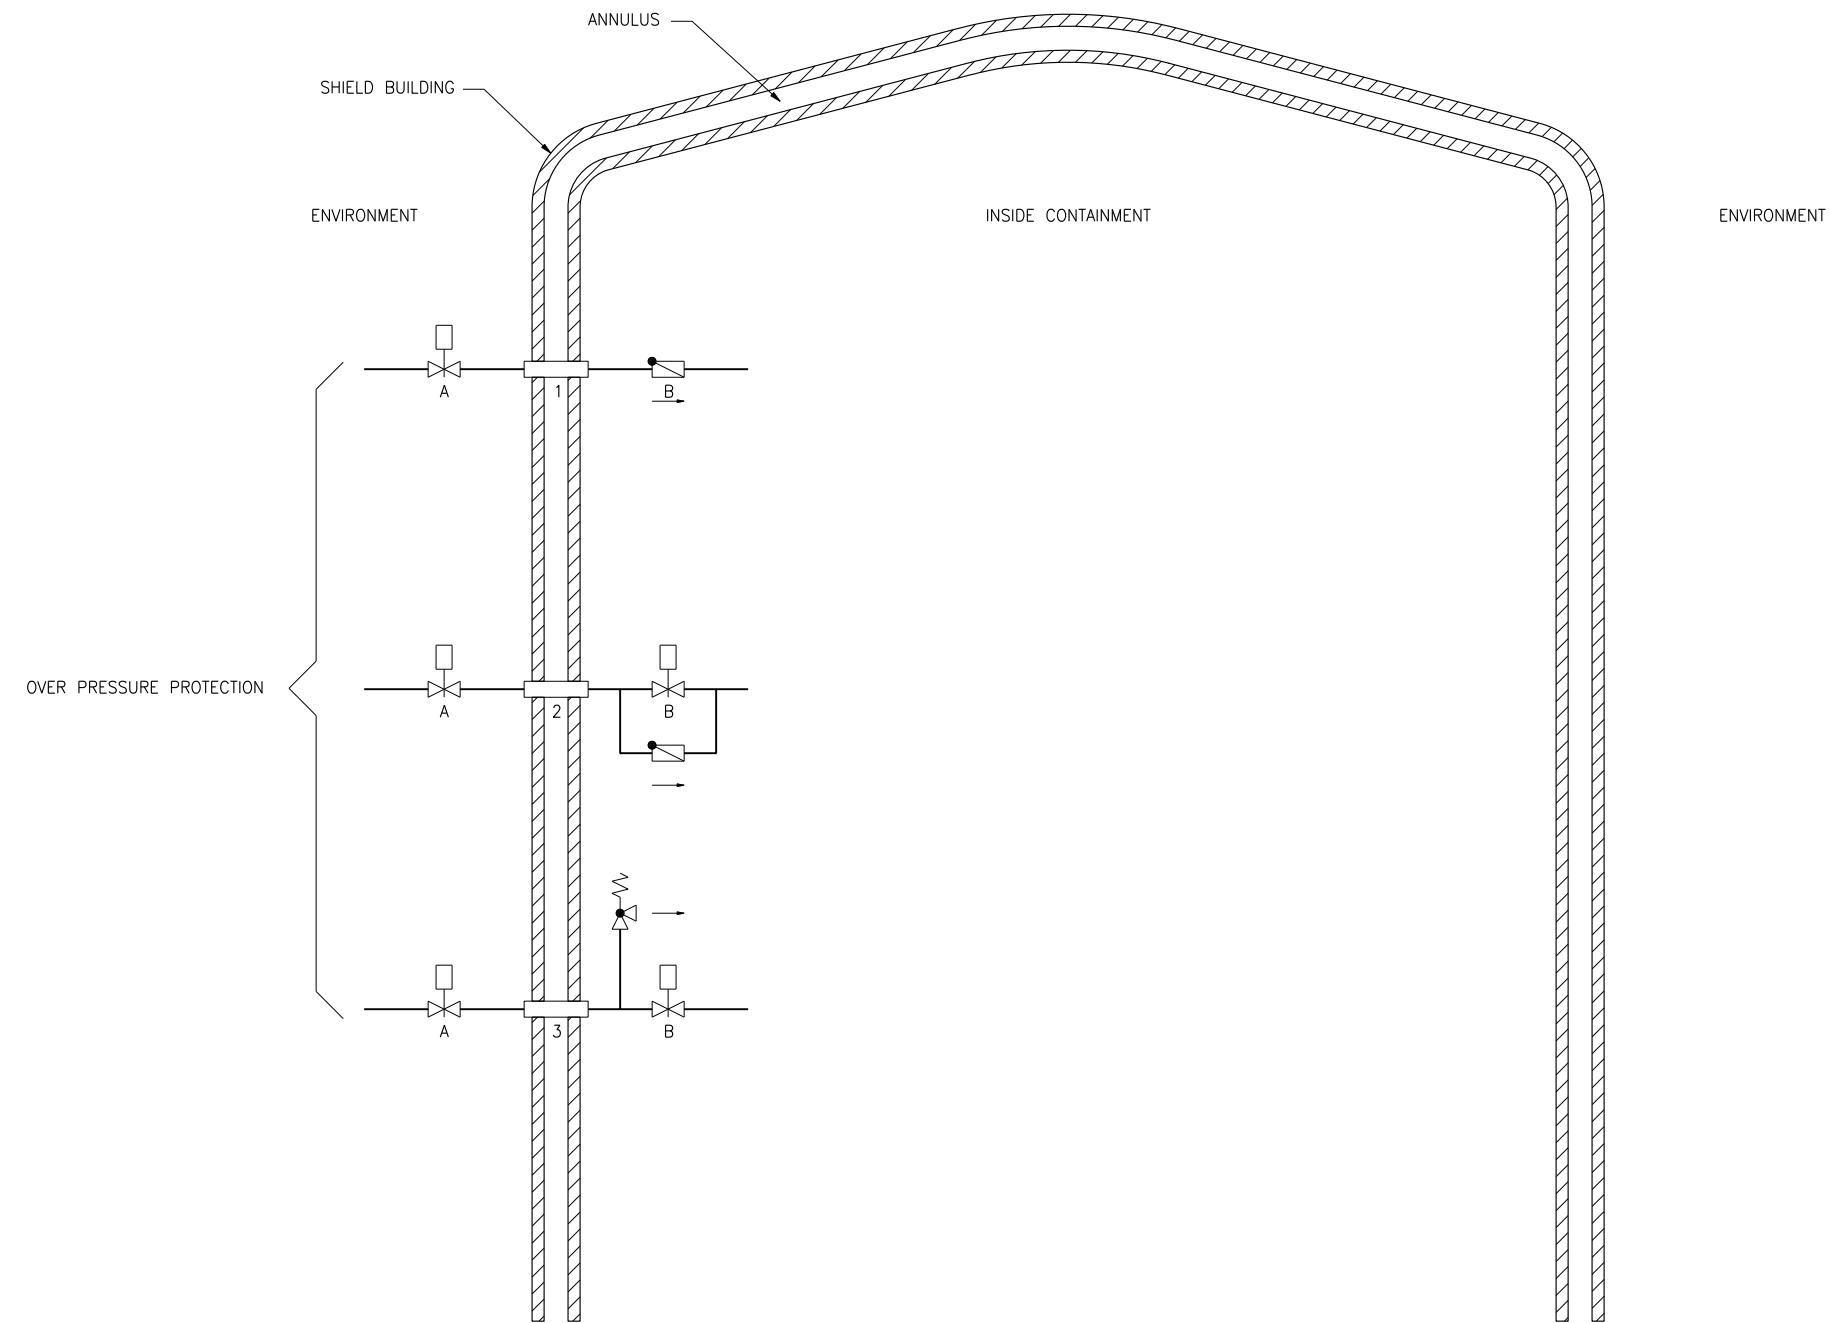 ANNULUS
SHIELD BUILDING
ENVIRONMENT
INSIDE CONTAINMENT
ENVIRONMENT
A
1
B
OVER PRESSURE PROTECTION
A
2
B
A
3
B